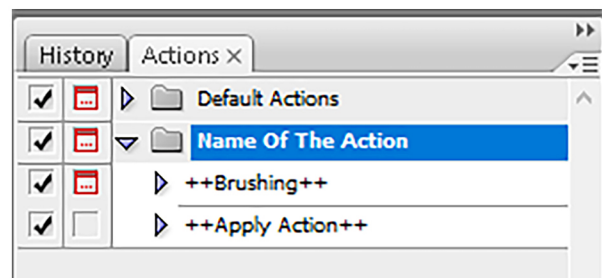 History Actions ×
Default Actions
Name Of The Action
++Brushing++
++Apply Action++